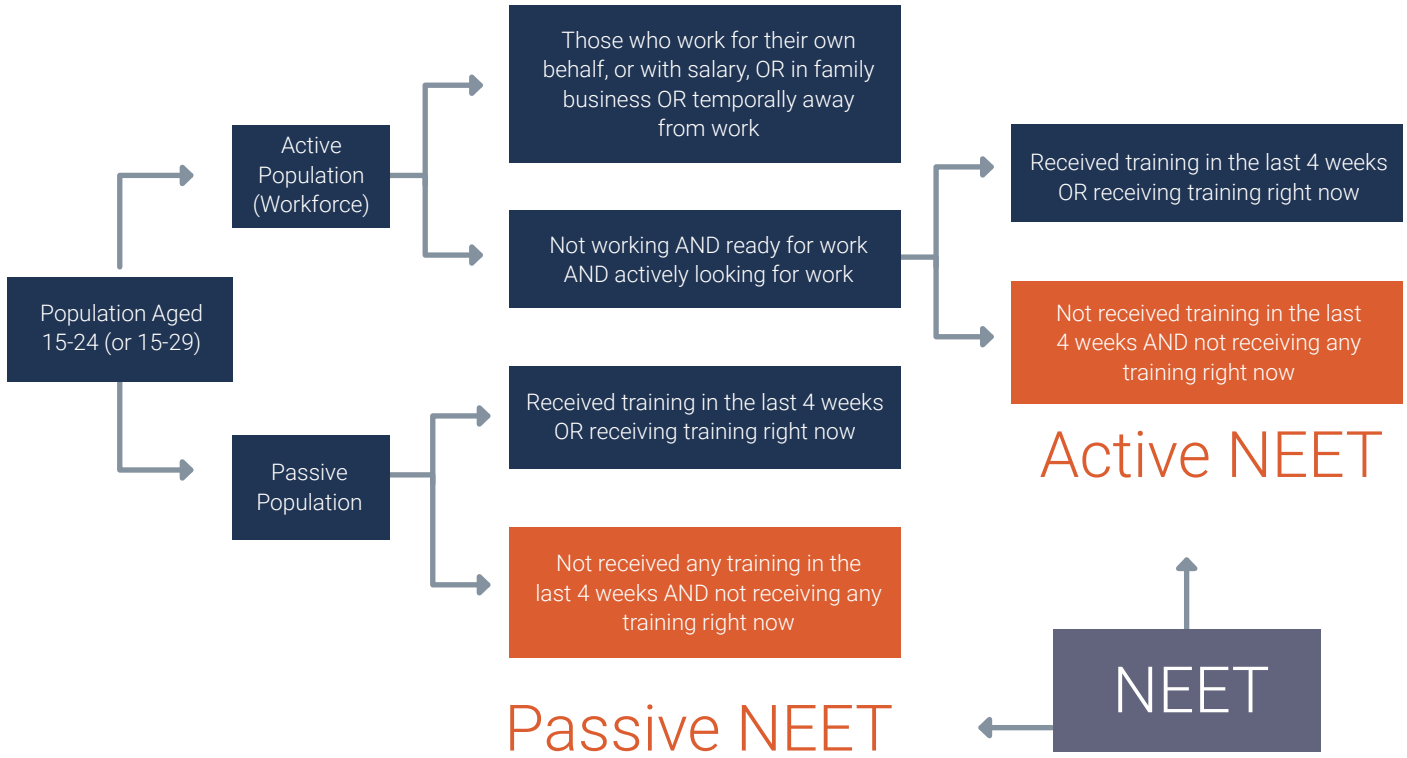 Population Aged
15-24 (or 15-29)
Active
Population
(Workforce)
Passive
Population
Those who work for their own
behalf, or with salary, OR in family
business OR temporally away
from work
Not working AND ready for work
AND actively looking for work
Received training in the last 4 weeks
OR receiving training right now
Not received any training in the
last 4 weeks AND not receiving any
training right now
Passive NEET
Received training in the last 4 weeks
OR receiving training right now
Not received training in the last
4 weeks AND not receiving any
training right now
Active NEET
NEET